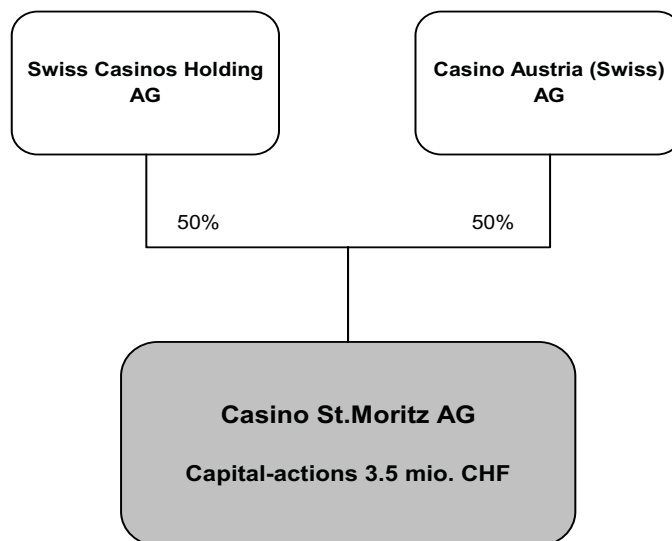 Swiss Casinos Holding
AG
Casino Austria (Swiss)
AG
50%
50%
Casino St.Moritz AG
Capital-actions 3.5 mio. CHF